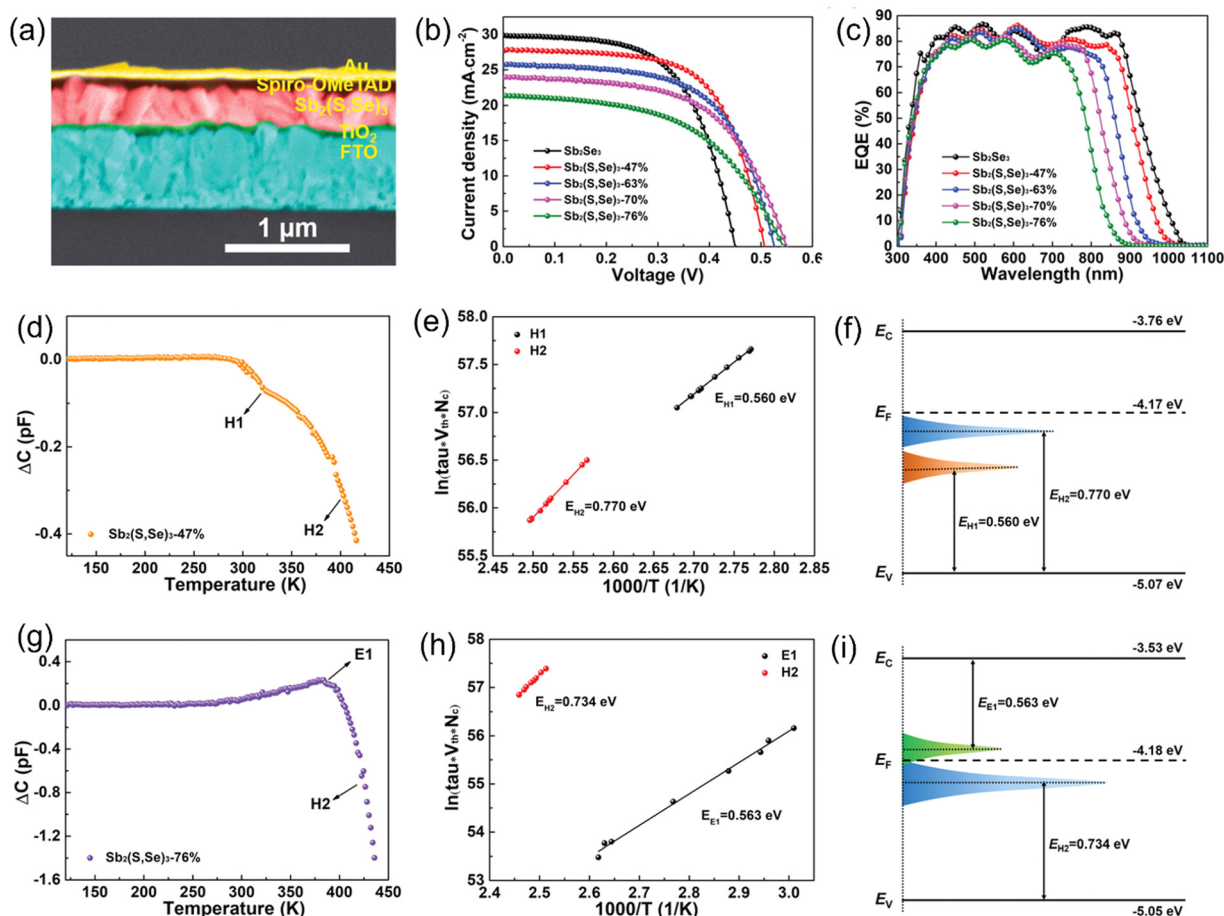 (a)
Au
Spiro-OMeTAD
Sb₂(S,Se)₃
TiO₂
FTO
1 μm
(b)
Current density (mA·cm⁻²)
35
30
25
20
15
10
5
0
Sb₂Se₃
Sb₂(S,Se)₃-47%
Sb₂(S,Se)₃-63%
Sb₂(S,Se)₃-70%
Sb₂(S,Se)₃-76%
0.0 0.1 0.2 0.3 0.4 0.5 0.6
Voltage (V)
(c)
EQE (%)
90
80
70
60
50
40
30
20
10
0
Sb₂Se₃
Sb₂(S,Se)₃-47%
Sb₂(S,Se)₃-63%
Sb₂(S,Se)₃-70%
Sb₂(S,Se)₃-76%
300 400 500 600 700 800 900 1000 1100
Wavelength (nm)
(d)
ΔC (pF)
0.0
-0.2
-0.4
H1
H2
Sb₂(S,Se)₃-47%
150 200 250 300 350 400 450
Temperature (K)
(e)
ln(tau*Vth*Nc)
58.0
57.5
57.0
56.5
56.0
55.5
H1
H2
EH1=0.560 eV
EH2=0.770 eV
2.45 2.50 2.55 2.60 2.65 2.70 2.75 2.80 2.85
1000/T (1/K)
(f)
EC
-3.76 eV
EF
-4.17 eV
EH2=0.770 eV
EH1=0.560 eV
EV
-5.07 eV
(g)
ΔC (pF)
0.4
0.0
-0.4
-0.8
-1.2
-1.6
E1
H2
Sb₂(S,Se)₃-76%
150 200 250 300 350 400 450
Temperature (K)
(h)
ln(tau*Vth*Nc)
58
57
56
55
54
53
E1
H2
EH2=0.734 eV
EE1=0.563 eV
2.4 2.5 2.6 2.7 2.8 2.9 3.0
1000/T (1/K)
(i)
EC
-3.53 eV
EE1=0.563 eV
EF
-4.18 eV
EH2=0.734 eV
EV
-5.05 eV